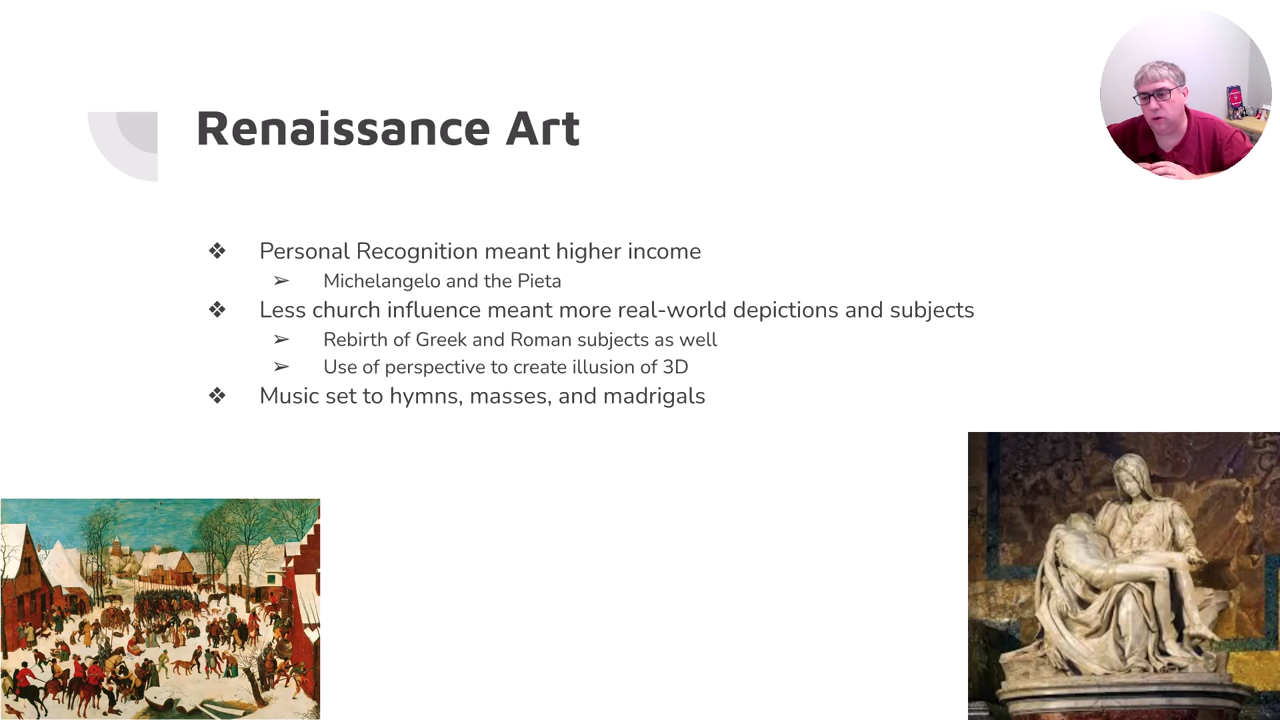 Renaissance Art
❖ Personal Recognition meant higher income
➢ Michelangelo and the Pieta
❖ Less church influence meant more real-world depictions and subjects
➢ Rebirth of Greek and Roman subjects as well
➢ Use of perspective to create illusion of 3D
❖ Music set to hymns, masses, and madrigals